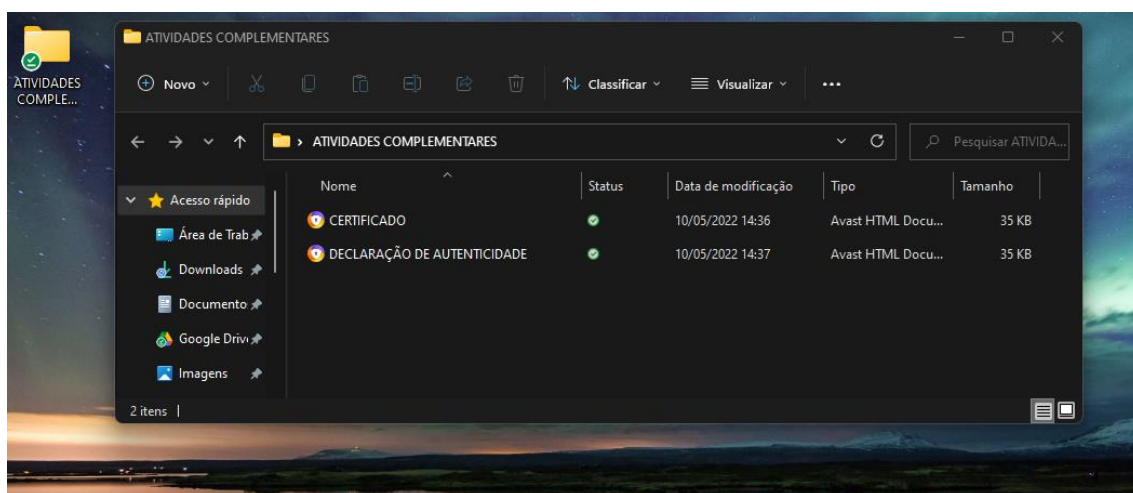 ATIVIDADES
COMPLE...
ATIVIDADES COMPLEMENTARES
Novo
Classificar
Visualizar
ATIVIDADES COMPLEMENTARES
Pesquisar ATIVIDA...
Acesso rápido
Área de Trab
Downloads
Documento
Google Driv
Imagens
Nome Status Data de modificação Tipo Tamanho
CERTIFICADO 10/05/2022 14:36 Avast HTML Docu... 35 KB
DECLARAÇÃO DE AUTENTICIDADE 10/05/2022 14:37 Avast HTML Docu... 35 KB
2 itens